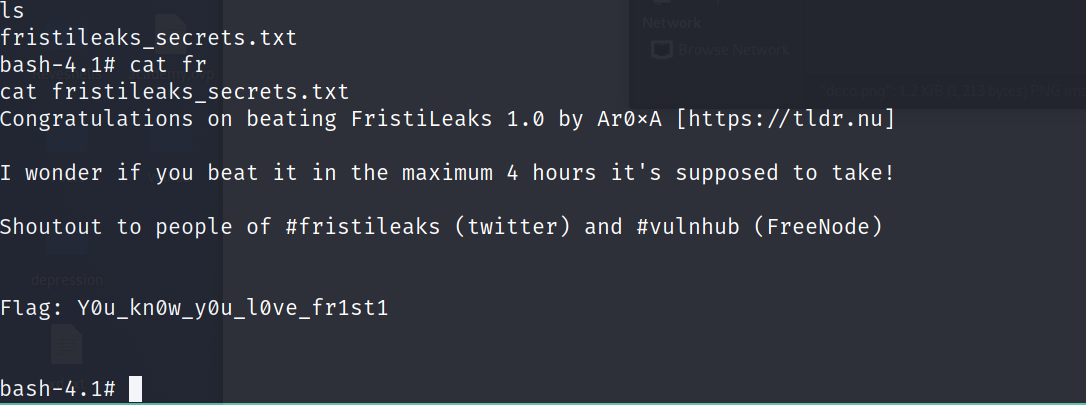 ls
fristileaks_secrets.txt
bash-4.1# cat fr
cat fristileaks_secrets.txt
Congratulations on beating FristiLeaks 1.0 by Ar0×A [https://tldr.nu]
I wonder if you beat it in the maximum 4 hours it's supposed to take!
Shoutout to people of #fristileaks (twitter) and #vulnhub (FreeNode)
Flag: Y0u_kn0w_y0u_l0ve_fr1st1
bash-4.1#
Network
Browse Network
depression